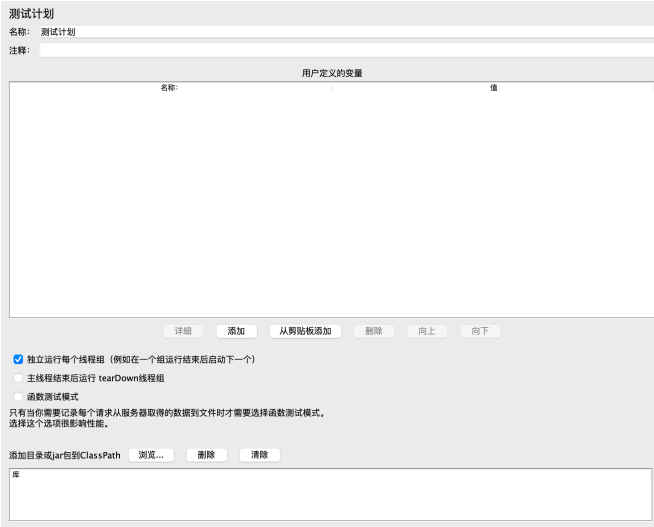 测试计划
名称： 测试计划
注释：
用户定义的变量
名称: 值
详细 添加 从剪贴板添加 删除 向上 向下
独立运行每个线程组（例如在一个组运行结束后启动下一个）
主线程结束后运行 tearDown线程组
函数测试模式
只有当你需要记录每个请求从服务器取得的数据到文件时才需要选择函数测试模式。
选择这个选项很影响性能。
添加目录或jar包到ClassPath 浏览... 删除 清除
库